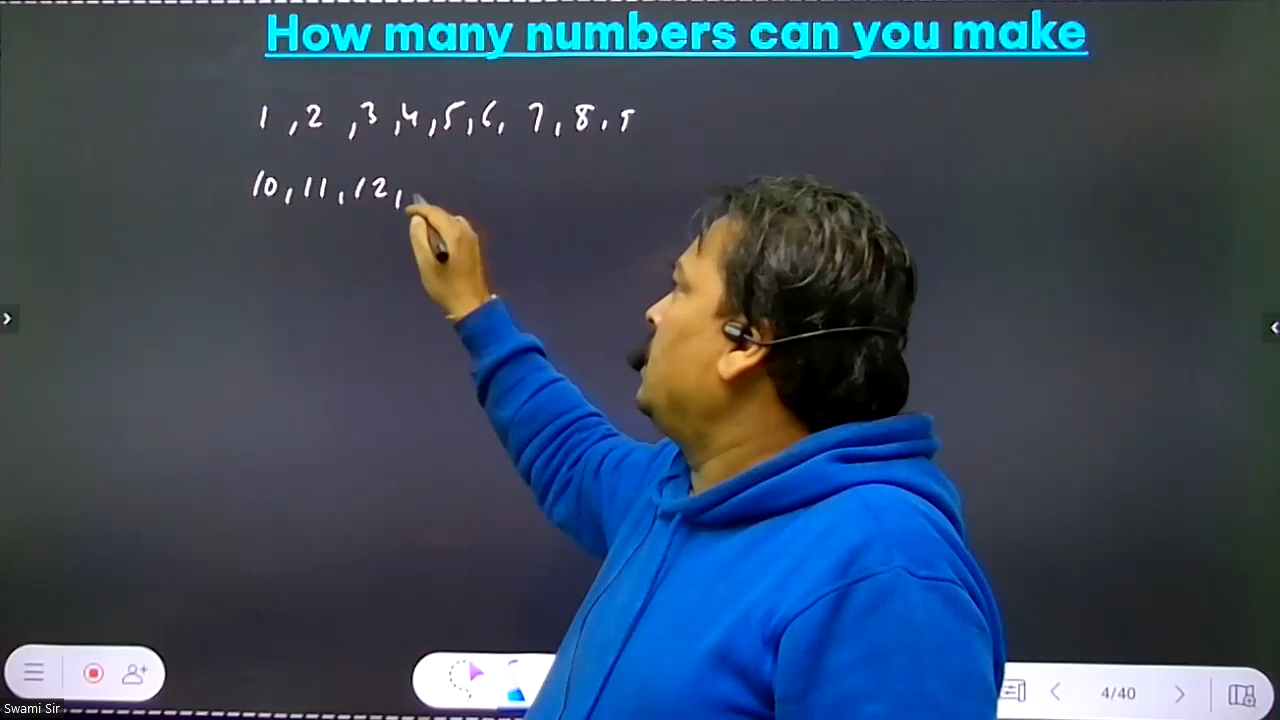 How many numbers can you make
1, 2, 3, 4, 5, 6, 7, 8, 9
10, 11, 12,
4/40
Swami Sir